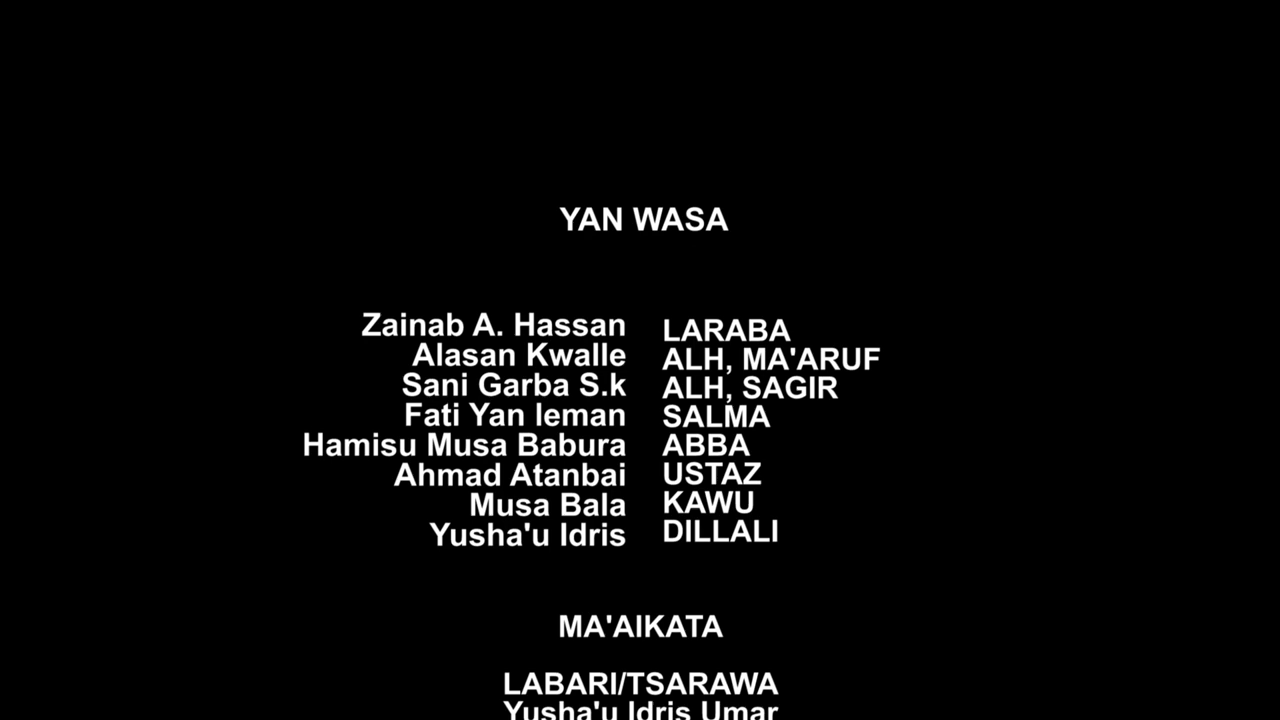 YAN WASA
Zainab A. Hassan LARABA
Alasan Kwalle ALH, MA'ARUF
Sani Garba S.k ALH, SAGIR
Fati Yan leman SALMA
Hamisu Musa Babura ABBA
Ahmad Atanbai USTAZ
Musa Bala KAWU
Yusha'u Idris DILLALI
MA'AIKATA
LABARI/TSARAWA
Yusha'u Idris Umar